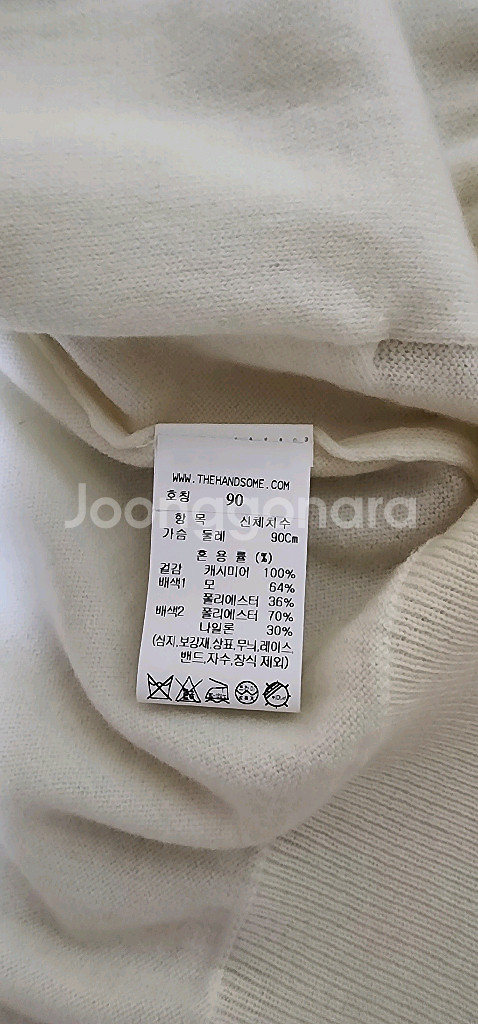 WWW.THEHANDSOME.COM
호칭 90
Joonggonara
항 목 신체치수
가슴 둘레 90Cm
혼 용 률 (%)
겉감 캐시미어 100%
배색1 모 64%
폴리에스터 36%
배색2 폴리에스터 70%
나일론 30%
(심지,보강재,상표,무늬,레이스,
밴드,자수,장식 제외)